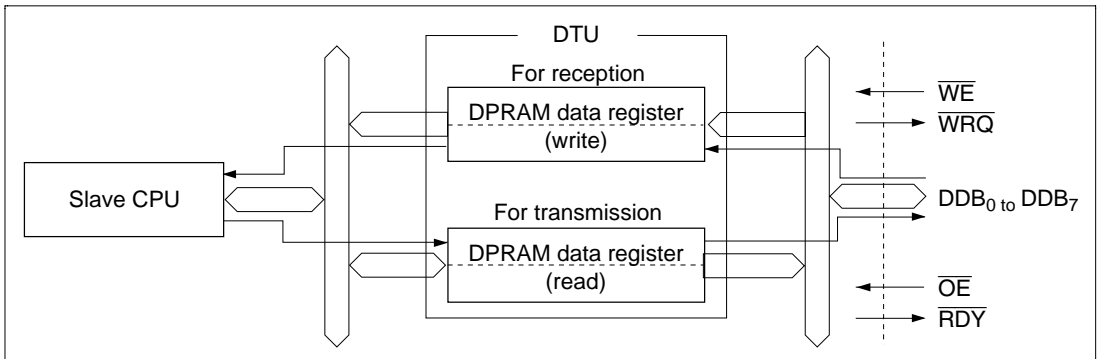 DTU
For reception
DPRAM data register
(write)
WE
WRQ
Slave CPU
DDB0 to DDB7
For transmission
DPRAM data register
(read)
OE
RDY